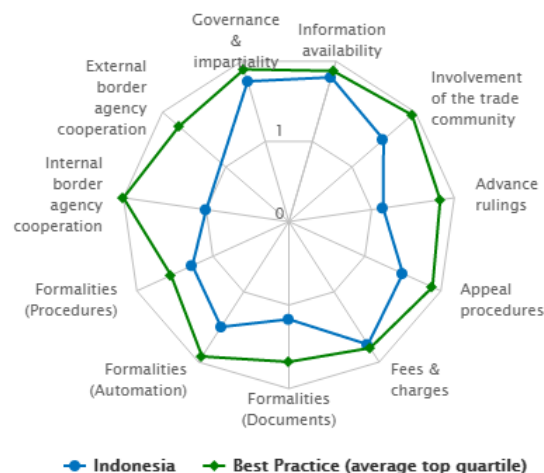 Governance
&
impartiality
Information
availability
Involvement
of the trade
community
Advance
rulings
Appeal
procedures
Fees &
charges
Formalities
(Documents)
Formalities
(Automation)
Formalities
(Procedures)
Internal
border
agency
cooperation
External
border
agency
cooperation
1
0
Indonesia
Best Practice (average top quartile)